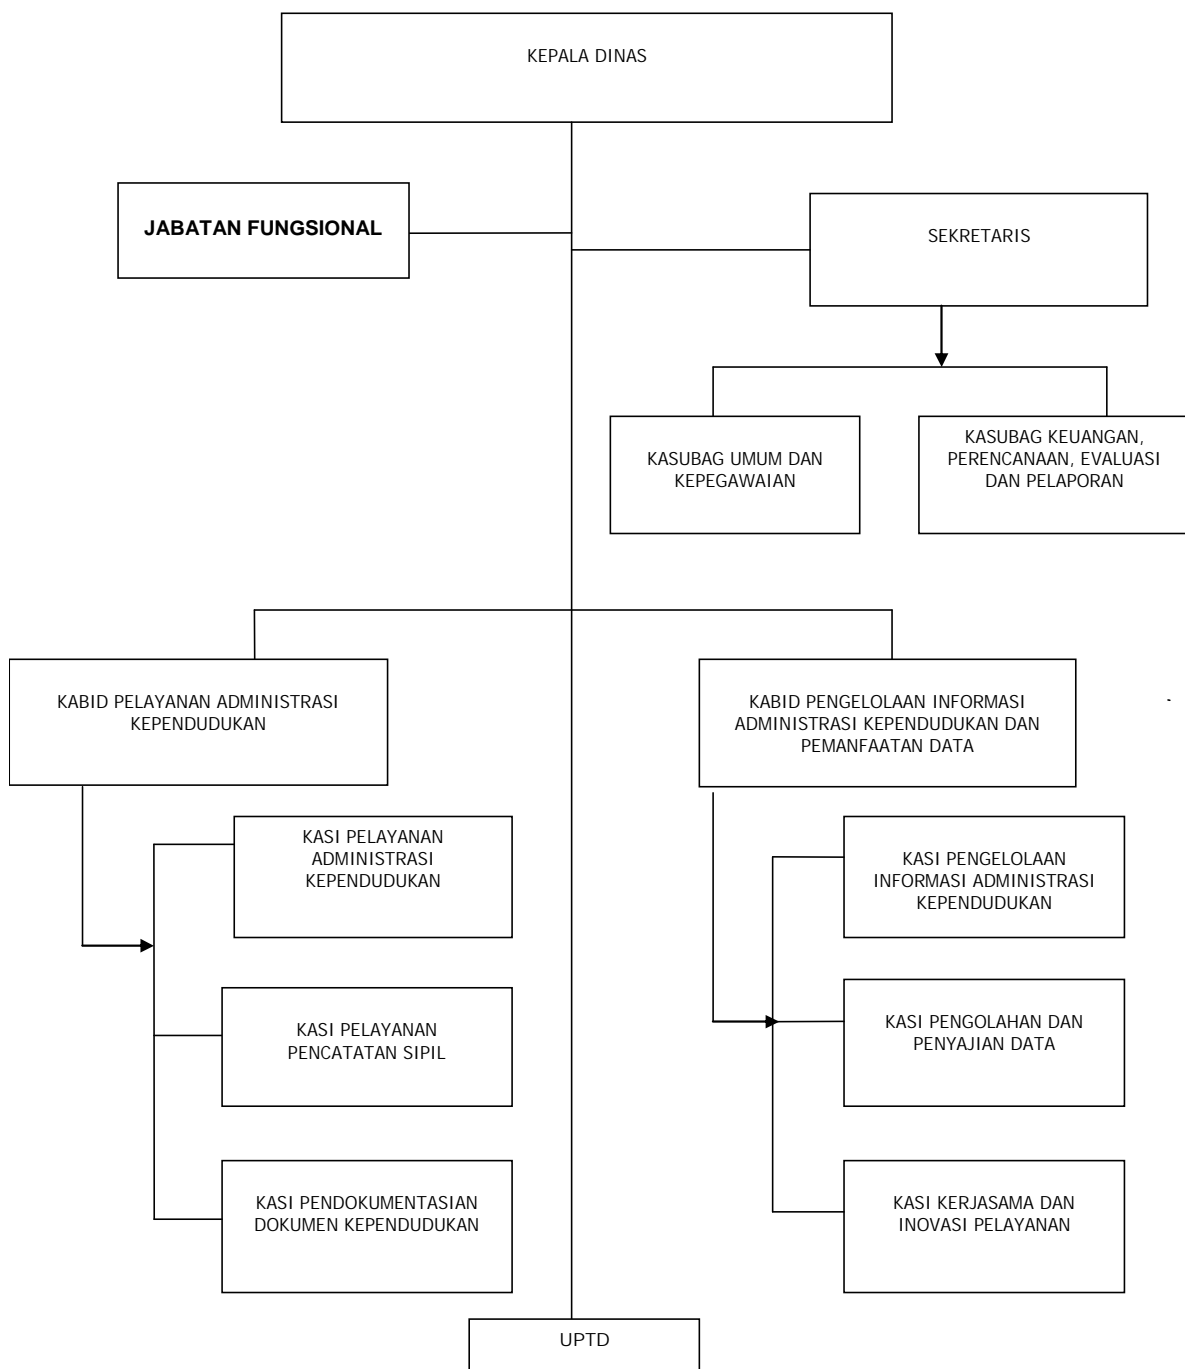 KEPALA DINAS
JABATAN FUNGSIONAL
SEKRETARIS
KASUBAG UMUM DAN
KEPEGAWAIAN
KASUBAG KEUANGAN,
PERENCANAAN, EVALUASI
DAN PELAPORAN
KABID PELAYANAN ADMINISTRASI
KEPENDUDUKAN
KABID PENGELOLAAN INFORMASI
ADMINISTRASI KEPENDUDUKAN DAN
PEMANFAATAN DATA
KASI PELAYANAN
ADMINISTRASI
KEPENDUDUKAN
KASI PELAYANAN
PENCATATAN SIPIL
KASI PENDOKUMENTASIAN
DOKUMEN KEPENDUDUKAN
KASI PENGELOLAAN
INFORMASI ADMINISTRASI
KEPENDUDUKAN
KASI PENGOLAHAN DAN
PENYAJIAN DATA
KASI KERJASAMA DAN
INOVASI PELAYANAN
UPTD